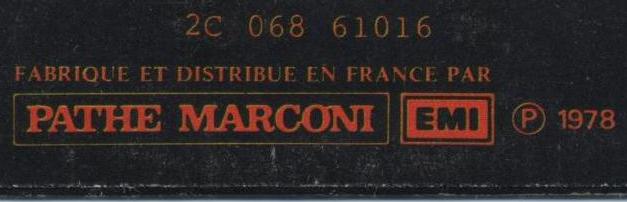 2C 068 61016
FABRIQUE ET DISTRIBUE EN FRANCE PAR
PATHE MARCONI EMI ℗ 1978